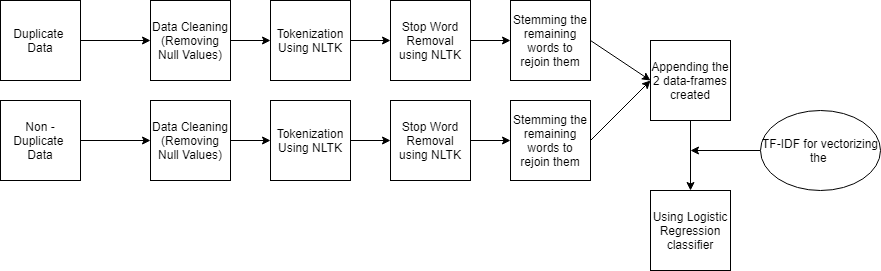 Duplicate
Data
Data Cleaning
(Removing
Null Values)
Tokenization
Using NLTK
Stop Word
Removal
using NLTK
Stemming the
remaining
words to
rejoin them
Non -
Duplicate
Data
Data Cleaning
(Removing
Null Values)
Tokenization
Using NLTK
Stop Word
Removal
using NLTK
Stemming the
remaining
words to
rejoin them
Appending the
2 data-frames
created
TF-IDF for vectorizing
the
Using Logistic
Regression
classifier